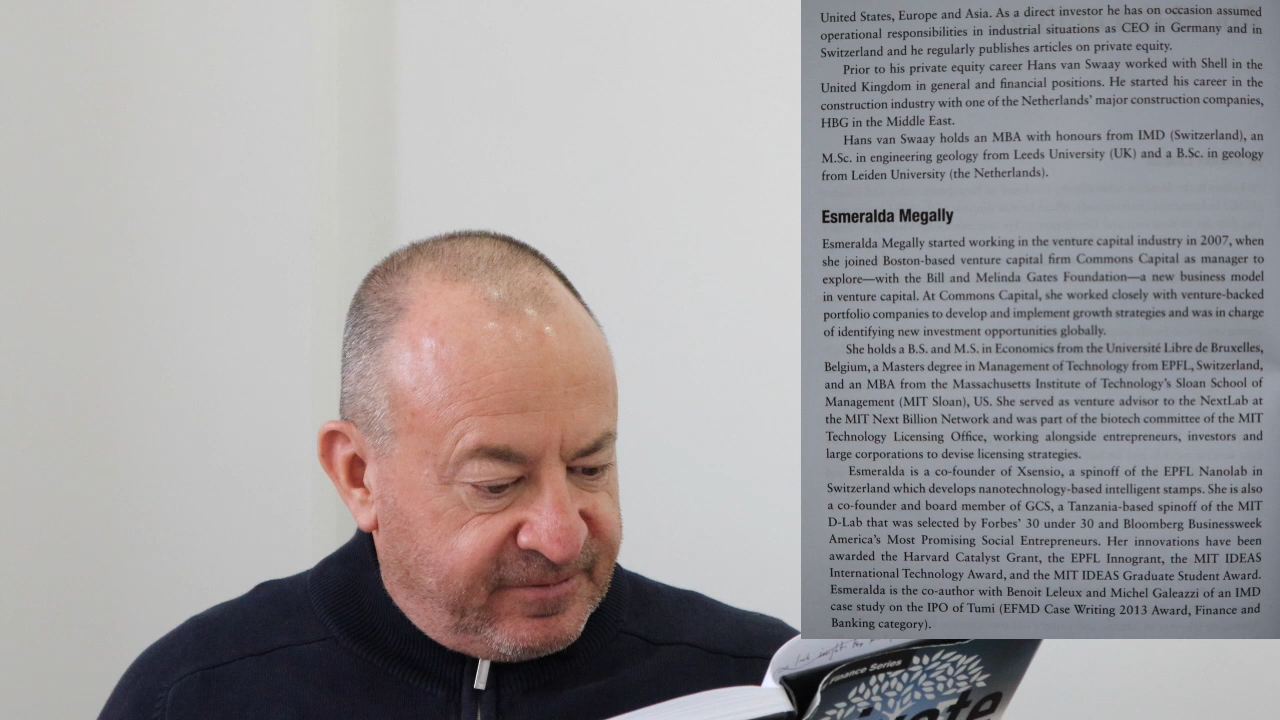 United States, Europe and Asia. As a direct investor he has on occasion assumed
operational responsibilities in industrial situations as CEO in Germany and in
Switzerland and he regularly publishes articles on private equity.
Prior to his private equity career Hans van Swaay worked with Shell in the
United Kingdom in general and financial positions. He started his career in the
construction industry with one of the Netherlands' major construction companies,
HBG in the Middle East.
Hans van Swaay holds an MBA with honours from IMD (Switzerland), an
M.Sc. in engineering geology from Leeds University (UK) and a B.Sc. in geology
from Leiden University (the Netherlands).
Esmeralda Megally
Esmeralda Megally started working in the venture capital industry in 2007, when
she joined Boston-based venture capital firm Commons Capital as manager to
explore—with the Bill and Melinda Gates Foundation—a new business model
in venture capital. At Commons Capital, she worked closely with venture-backed
portfolio companies to develop and implement growth strategies and was in charge
of identifying new investment opportunities globally.
She holds a B.S. and M.S. in Economics from the Université Libre de Bruxelles,
Belgium, a Masters degree in Management of Technology from EPFL, Switzerland,
and an MBA from the Massachusetts Institute of Technology's Sloan School of
Management (MIT Sloan), US. She served as venture advisor to the NextLab at
the MIT Next Billion Network and was part of the biotech committee of the MIT
Technology Licensing Office, working alongside entrepreneurs, investors and
large corporations to devise licensing strategies.
Esmeralda is a co-founder of Xsensio, a spinoff of the EPFL Nanolab in
Switzerland which develops nanotechnology-based intelligent stamps. She is also
a co-founder and board member of GCS, a Tanzania-based spinoff of the MIT
D-Lab that was selected by Forbes' 30 under 30 and Bloomberg Businessweek
America's Most Promising Social Entrepreneurs. Her innovations have been
awarded the Harvard Catalyst Grant, the EPFL Innogrant, the MIT IDEAS
International Technology Award, and the MIT IDEAS Graduate Student Award.
Esmeralda is the co-author with Benoit Leleux and Michel Galeazzi of an IMD
case study on the IPO of Tumi (EFMD Case Writing 2013 Award, Finance and
Banking category).
Finance Series